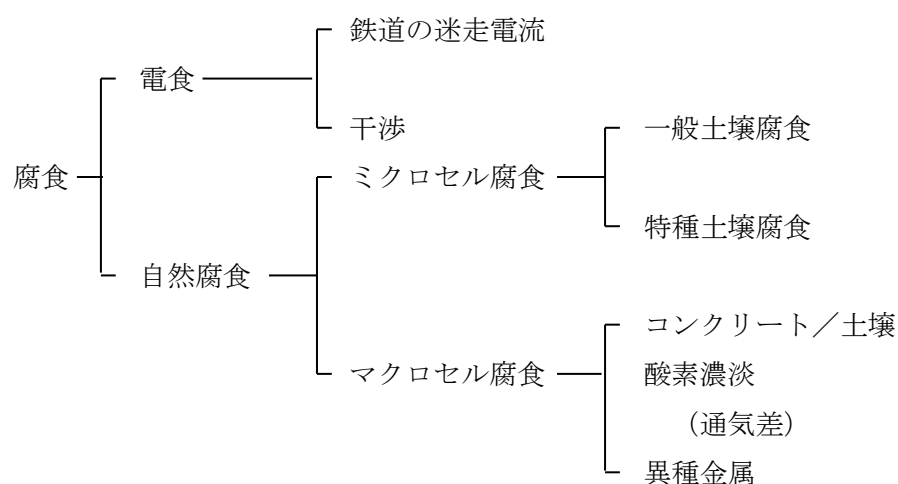 鉄道の迷走電流
電食
干渉
一般土壌腐食
腐食
ミクロセル腐食
特種土壌腐食
自然腐食
コンクリート／土壌
マクロセル腐食
酸素濃淡
（通気差）
異種金属